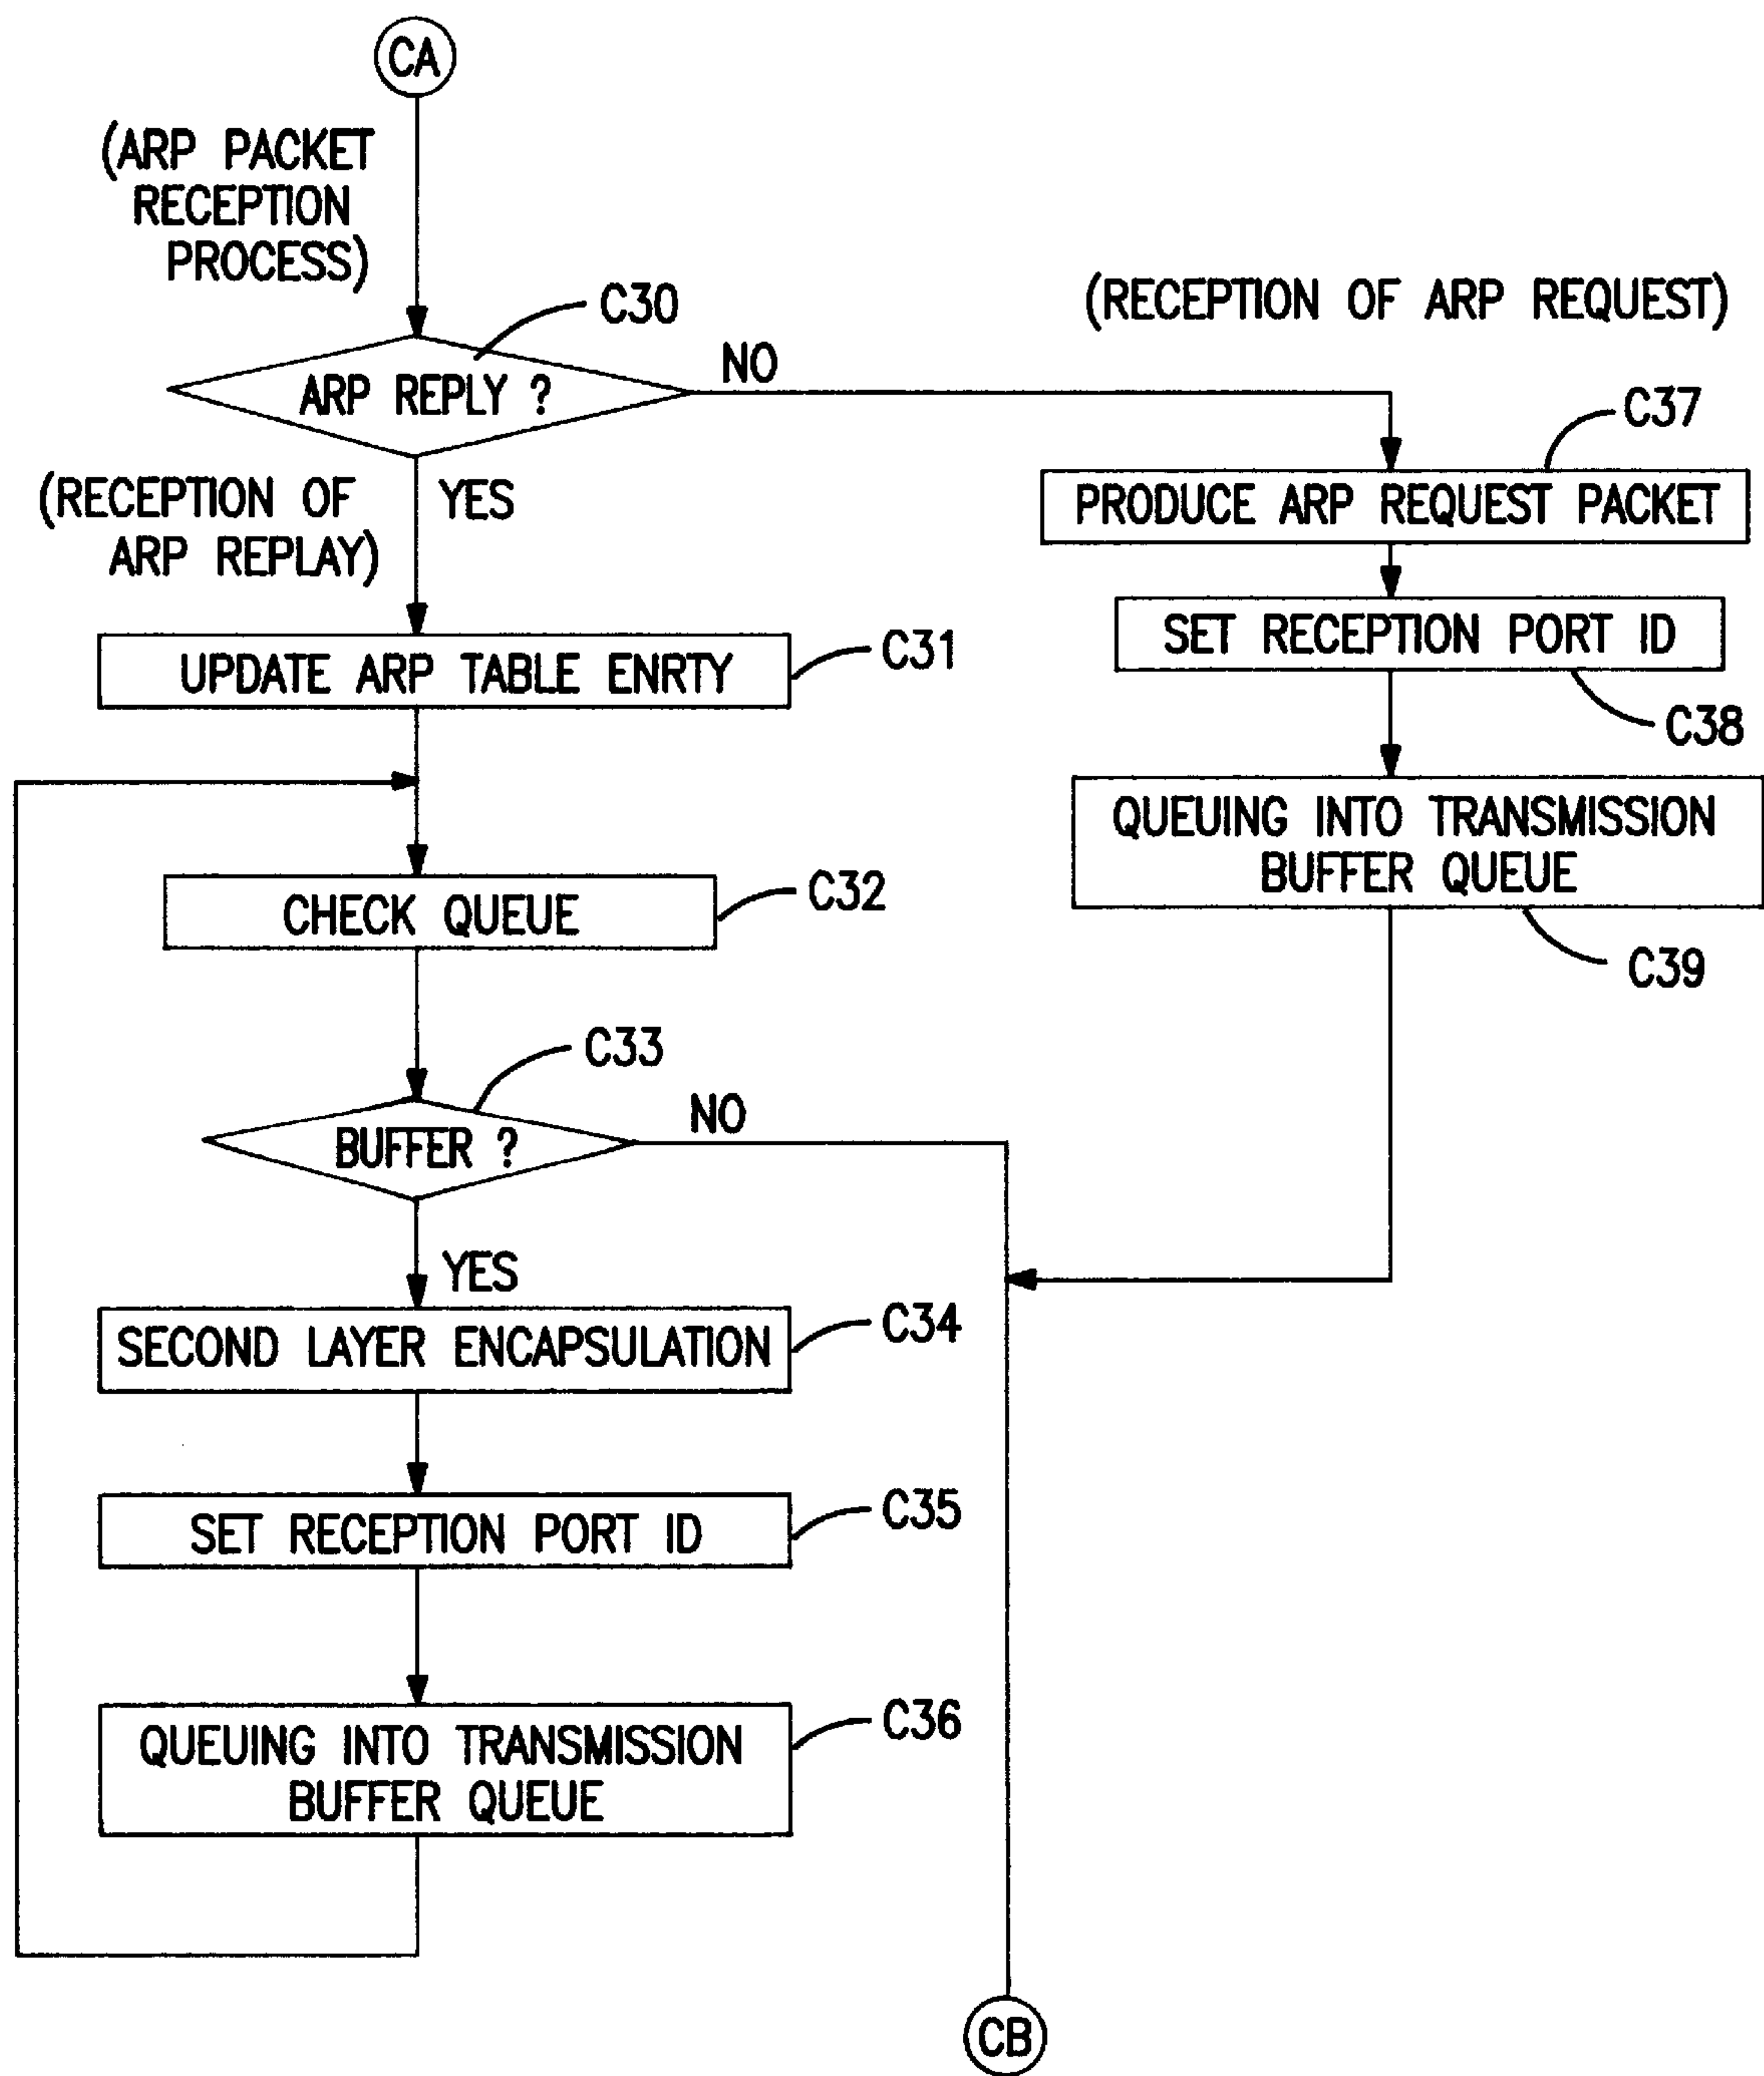 CA
(ARP PACKET
RECEPTION
PROCESS)
C30
(RECEPTION OF ARP REQUEST)
ARP REPLY ?
NO
C37
(RECEPTION OF
ARP REPLAY)
YES
PRODUCE ARP REQUEST PACKET
SET RECEPTION PORT ID
C31
UPDATE ARP TABLE ENRTY
C38
QUEUING INTO TRANSMISSION
BUFFER QUEUE
C32
CHECK QUEUE
C39
C33
BUFFER ?
NO
YES
C34
SECOND LAYER ENCAPSULATION
C35
SET RECEPTION PORT ID
C36
QUEUING INTO TRANSMISSION
BUFFER QUEUE
CB